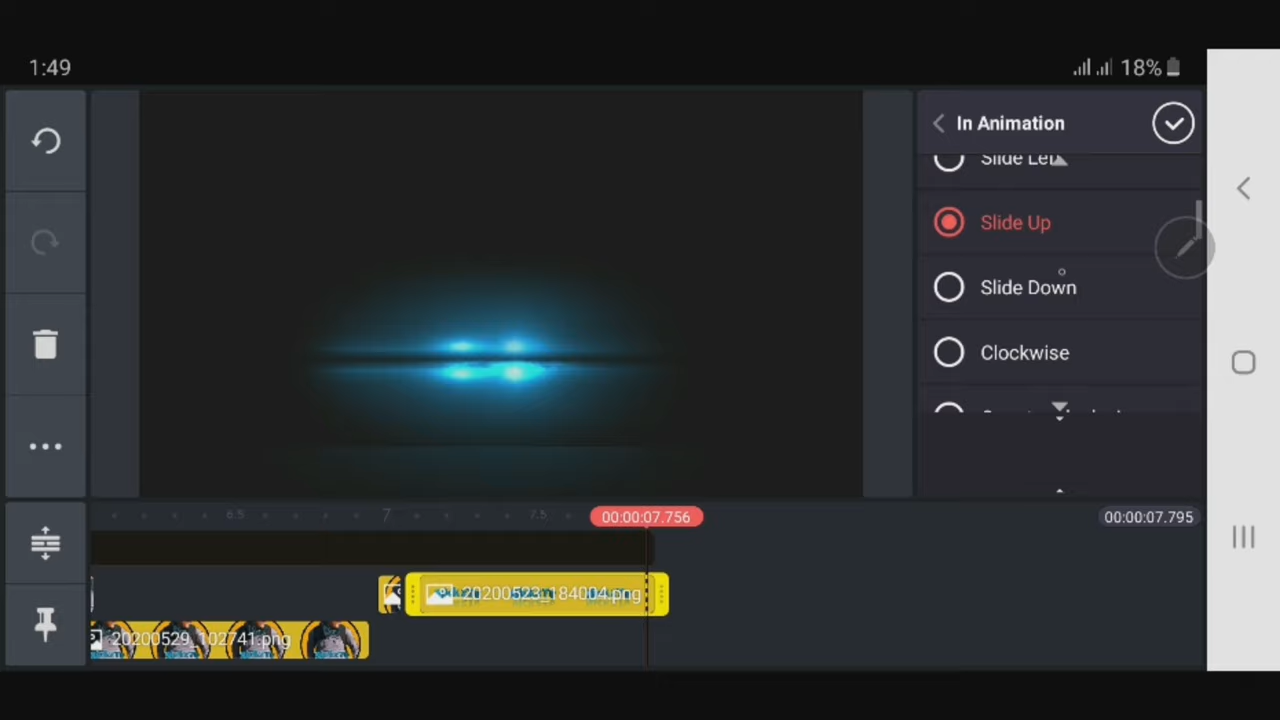 1:49
18%
In Animation
Slide Left
Slide Up
Slide Down
Clockwise
6.5
7
7.5
00:00:07.756
00:00:07.795
20200523_184004.png
20200529_102741.png